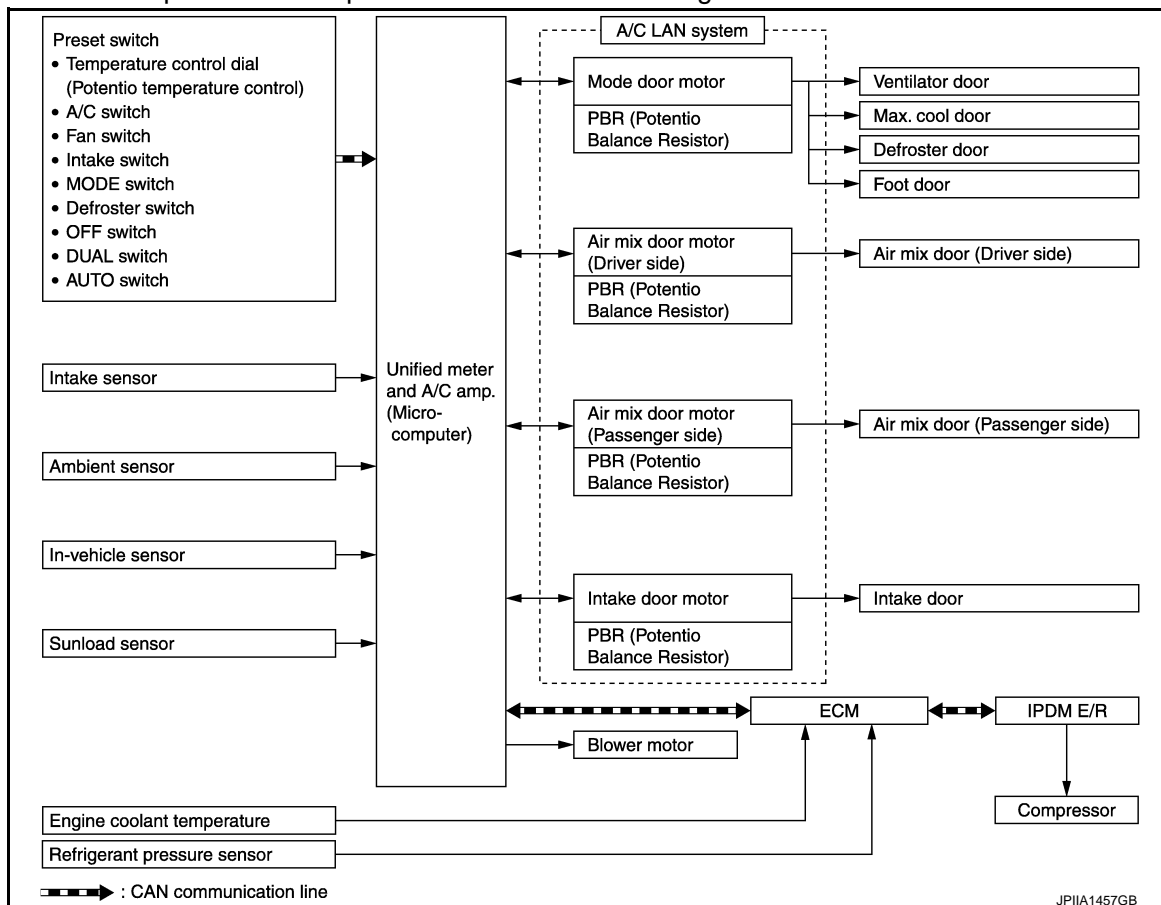 Preset switch
• Temperature control dial
(Potentio temperature control)
• A/C switch
• Fan switch
• Intake switch
• MODE switch
• Defroster switch
• OFF switch
• DUAL switch
• AUTO switch
Intake sensor
Ambient sensor
In-vehicle sensor
Sunload sensor
Unified meter
and A/C amp.
(Micro-
computer)
A/C LAN system
Mode door motor
PBR (Potentio
Balance Resistor)
Ventilator door
Max. cool door
Defroster door
Foot door
Air mix door motor
(Driver side)
PBR (Potentio
Balance Resistor)
Air mix door (Driver side)
Air mix door motor
(Passenger side)
PBR (Potentio
Balance Resistor)
Air mix door (Passenger side)
Intake door motor
PBR (Potentio
Balance Resistor)
Intake door
ECM
IPDM E/R
Blower motor
Compressor
Engine coolant temperature
Refrigerant pressure sensor
: CAN communication line
JPIIA1457GB